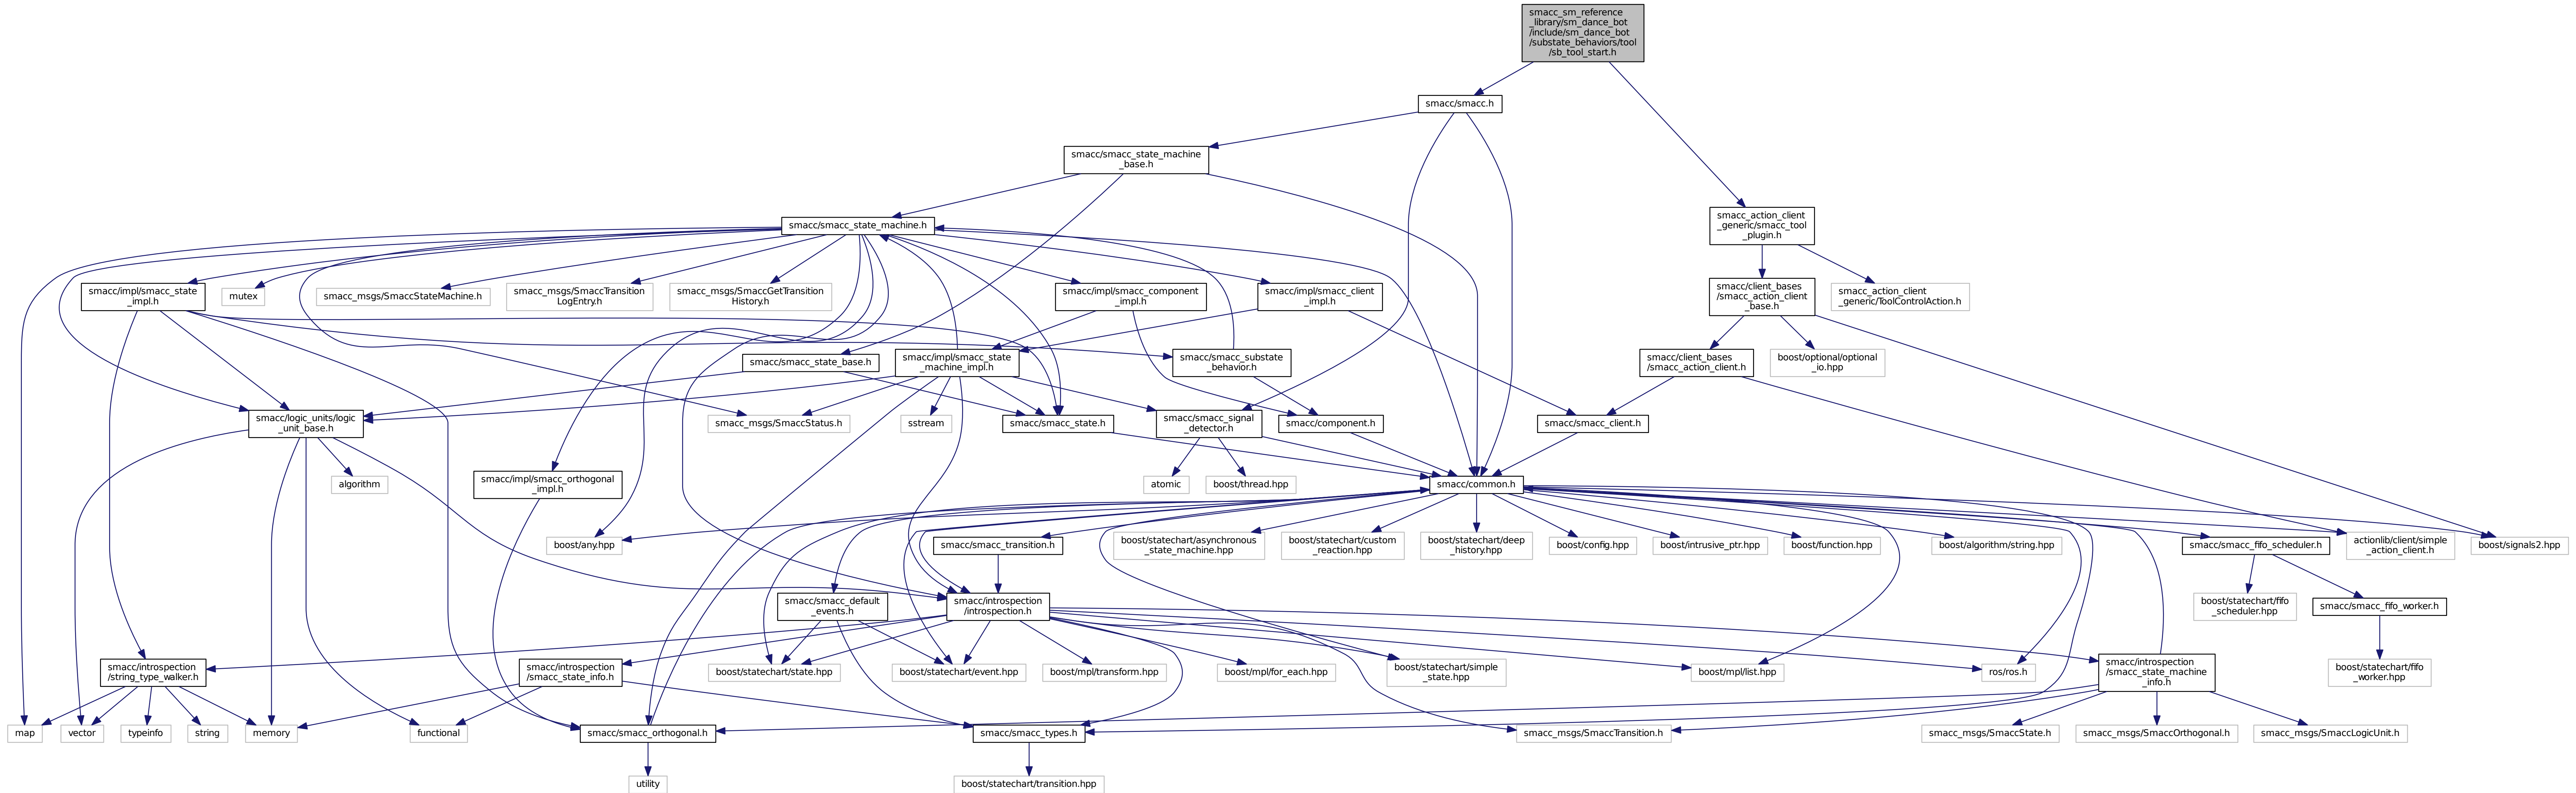 smacc_sm_reference
_library/sm_dance_bot
/include/sm_dance_bot
/substate_behaviors/tool
/sb_tool_start.h
smacc/smacc.h
smacc/smacc_state_machine
_base.h
smacc/smacc_state_machine.h
smacc_action_client
_generic/smacc_tool
_plugin.h
smacc/impl/smacc_state
_impl.h
mutex
smacc_msgs/SmaccStateMachine.h
smacc_msgs/SmaccTransition
LogEntry.h
smacc_msgs/SmaccGetTransition
History.h
smacc/impl/smacc_component
_impl.h
smacc/impl/smacc_client
_impl.h
smacc/client_bases
/smacc_action_client
_base.h
smacc_action_client
_generic/ToolControlAction.h
smacc/smacc_state_base.h
smacc/impl/smacc_state
_machine_impl.h
smacc/smacc_substate
_behavior.h
smacc/client_bases
/smacc_action_client.h
boost/optional/optional
_io.hpp
smacc/logic_units/logic
_unit_base.h
smacc_msgs/SmaccStatus.h
sstream
smacc/smacc_state.h
smacc/smacc_signal
_detector.h
smacc/component.h
smacc/smacc_client.h
algorithm
smacc/impl/smacc_orthogonal
_impl.h
atomic
boost/thread.hpp
smacc/common.h
boost/any.hpp
smacc/smacc_transition.h
boost/statechart/asynchronous
_state_machine.hpp
boost/statechart/custom
_reaction.hpp
boost/statechart/deep
_history.hpp
boost/config.hpp
boost/intrusive_ptr.hpp
boost/function.hpp
boost/algorithm/string.hpp
smacc/smacc_fifo_scheduler.h
actionlib/client/simple
_action_client.h
boost/signals2.hpp
smacc/smacc_default
_events.h
smacc/introspection
/introspection.h
boost/statechart/fifo
_scheduler.hpp
smacc/smacc_fifo_worker.h
smacc/introspection
/string_type_walker.h
smacc/introspection
/smacc_state_info.h
boost/statechart/state.hpp
boost/statechart/event.hpp
boost/mpl/transform.hpp
boost/mpl/for_each.hpp
boost/statechart/simple
_state.hpp
boost/mpl/list.hpp
ros/ros.h
smacc/introspection
/smacc_state_machine
_info.h
boost/statechart/fifo
_worker.hpp
map
vector
typeinfo
string
memory
functional
smacc/smacc_orthogonal.h
smacc/smacc_types.h
smacc_msgs/SmaccTransition.h
smacc_msgs/SmaccState.h
smacc_msgs/SmaccOrthogonal.h
smacc_msgs/SmaccLogicUnit.h
utility
boost/statechart/transition.hpp